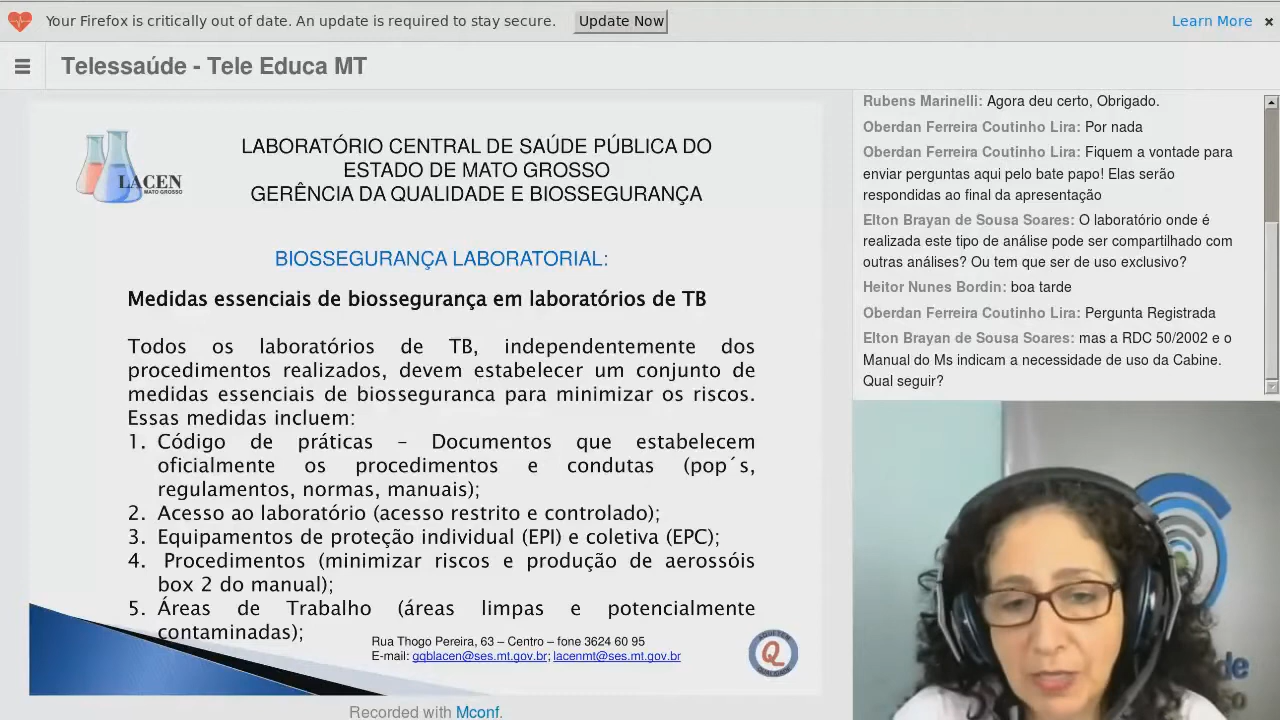 Your Firefox is critically out of date. An update is required to stay secure.
Update Now
Learn More
Telessaúde - Tele Educa MT
LACEN
MATO GROSSO
LABORATÓRIO CENTRAL DE SAÚDE PÚBLICA DO
ESTADO DE MATO GROSSO
GERÊNCIA DA QUALIDADE E BIOSSEGURANÇA
BIOSSEGURANÇA LABORATORIAL:
Medidas essenciais de biossegurança em laboratórios de TB
Todos os laboratórios de TB, independentemente dos
procedimentos realizados, devem estabelecer um conjunto de
medidas essenciais de biosseguranca para minimizar os riscos.
Essas medidas incluem:
1. Código de práticas – Documentos que estabelecem
oficialmente os procedimentos e condutas (pop´s,
regulamentos, normas, manuais);
2. Acesso ao laboratório (acesso restrito e controlado);
3. Equipamentos de proteção individual (EPI) e coletiva (EPC);
4. Procedimentos (minimizar riscos e produção de aerossóis
box 2 do manual);
5. Áreas de Trabalho (áreas limpas e potencialmente
contaminadas);
Rua Thogo Pereira, 63 – Centro – fone 3624 60 95
E-mail: gqblacen@ses.mt.gov.br; lacenmt@ses.mt.gov.br
Q
QUALIDADE
Recorded with Mconf.
Rubens Marinelli: Agora deu certo, Obrigado.
Oberdan Ferreira Coutinho Lira: Por nada
Oberdan Ferreira Coutinho Lira: Fiquem a vontade para
enviar perguntas aqui pelo bate papo! Elas serão
respondidas ao final da apresentação
Elton Brayan de Sousa Soares: O laboratório onde é
realizada este tipo de análise pode ser compartilhado com
outras análises? Ou tem que ser de uso exclusivo?
Heitor Nunes Bordin: boa tarde
Oberdan Ferreira Coutinho Lira: Pergunta Registrada
Elton Brayan de Sousa Soares: mas a RDC 50/2002 e o
Manual do Ms indicam a necessidade de uso da Cabine.
Qual seguir?